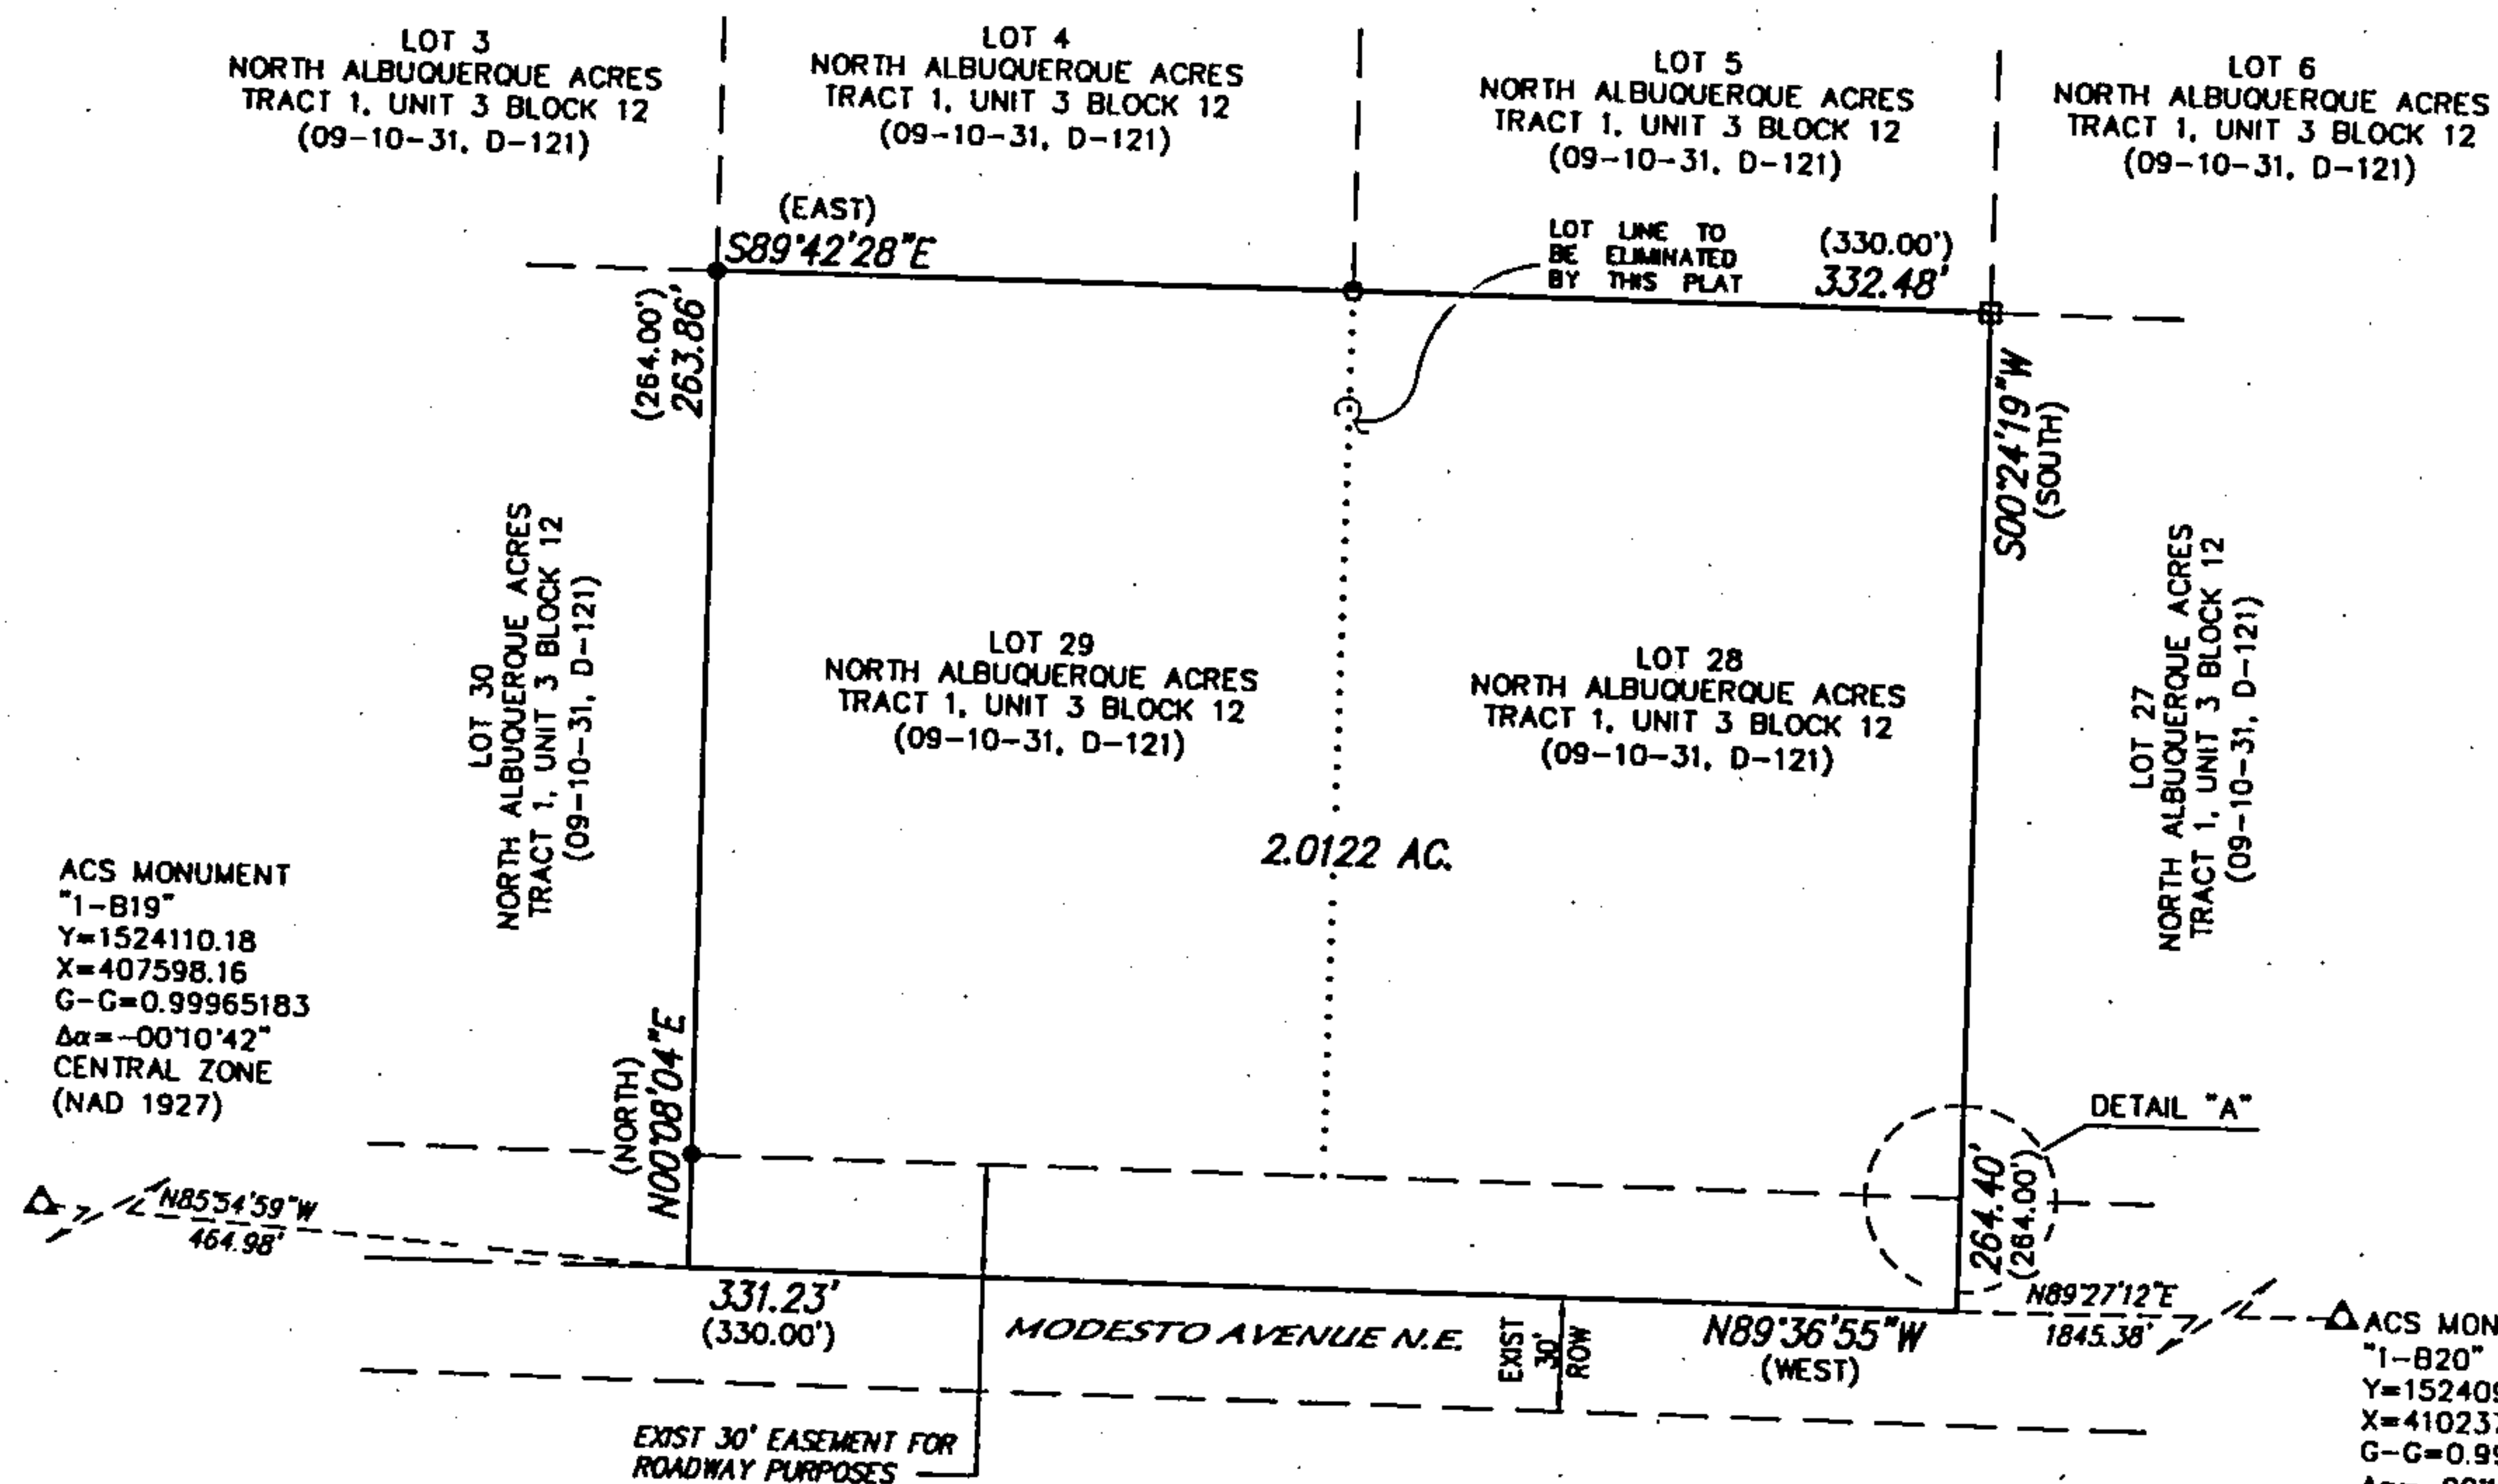 LOT 3
NORTH ALBUQUERQUE ACRES
TRACT 1, UNIT 3 BLOCK 12
(09-10-31, D-121)
LOT 4
NORTH ALBUQUERQUE ACRES
TRACT 1, UNIT 3 BLOCK 12
(09-10-31, D-121)
LOT 5
NORTH ALBUQUERQUE ACRES
TRACT 1, UNIT 3 BLOCK 12
(09-10-31, D-121)
LOT 6
NORTH ALBUQUERQUE ACRES
TRACT 1, UNIT 3 BLOCK 12
(09-10-31, D-121)
(EAST)
S89°42'28"E
LOT LINE TO
BE ELIMINATED
BY THIS PLAT
(330.00')
332.48'
(264.00')
263.86'
S00°24'19"W
(SOUTH)
LOT 30
NORTH ALBUQUERQUE ACRES
TRACT 1, UNIT 3 BLOCK 12
(09-10-31, D-121)
LOT 29
NORTH ALBUQUERQUE ACRES
TRACT 1, UNIT 3 BLOCK 12
(09-10-31, D-121)
LOT 28
NORTH ALBUQUERQUE ACRES
TRACT 1, UNIT 3 BLOCK 12
(09-10-31, D-121)
LOT 27
NORTH ALBUQUERQUE ACRES
TRACT 1, UNIT 3 BLOCK 12
(09-10-31, D-121)
2.0122 AC.
ACS MONUMENT
"1-B19"
Y=1524110.18
X=407598.16
G-G=0.99965183
Δα=-00°10'42"
CENTRAL ZONE
(NAD 1927)
(NORTH)
N00°08'04"E
DETAIL "A"
264.40'
(264.00')
N85°54'59"W
464.98'
331.23'
(330.00')
MODESTO AVENUE N.E.
EXIST
30'
ROW
N89°36'55"W
(WEST)
N89°27'12"E
1845.38'
EXIST 30' EASEMENT FOR
ROADWAY PURPOSES
ACS MON
"1-B20"
Y=152409
X=410237
G-G=0.99